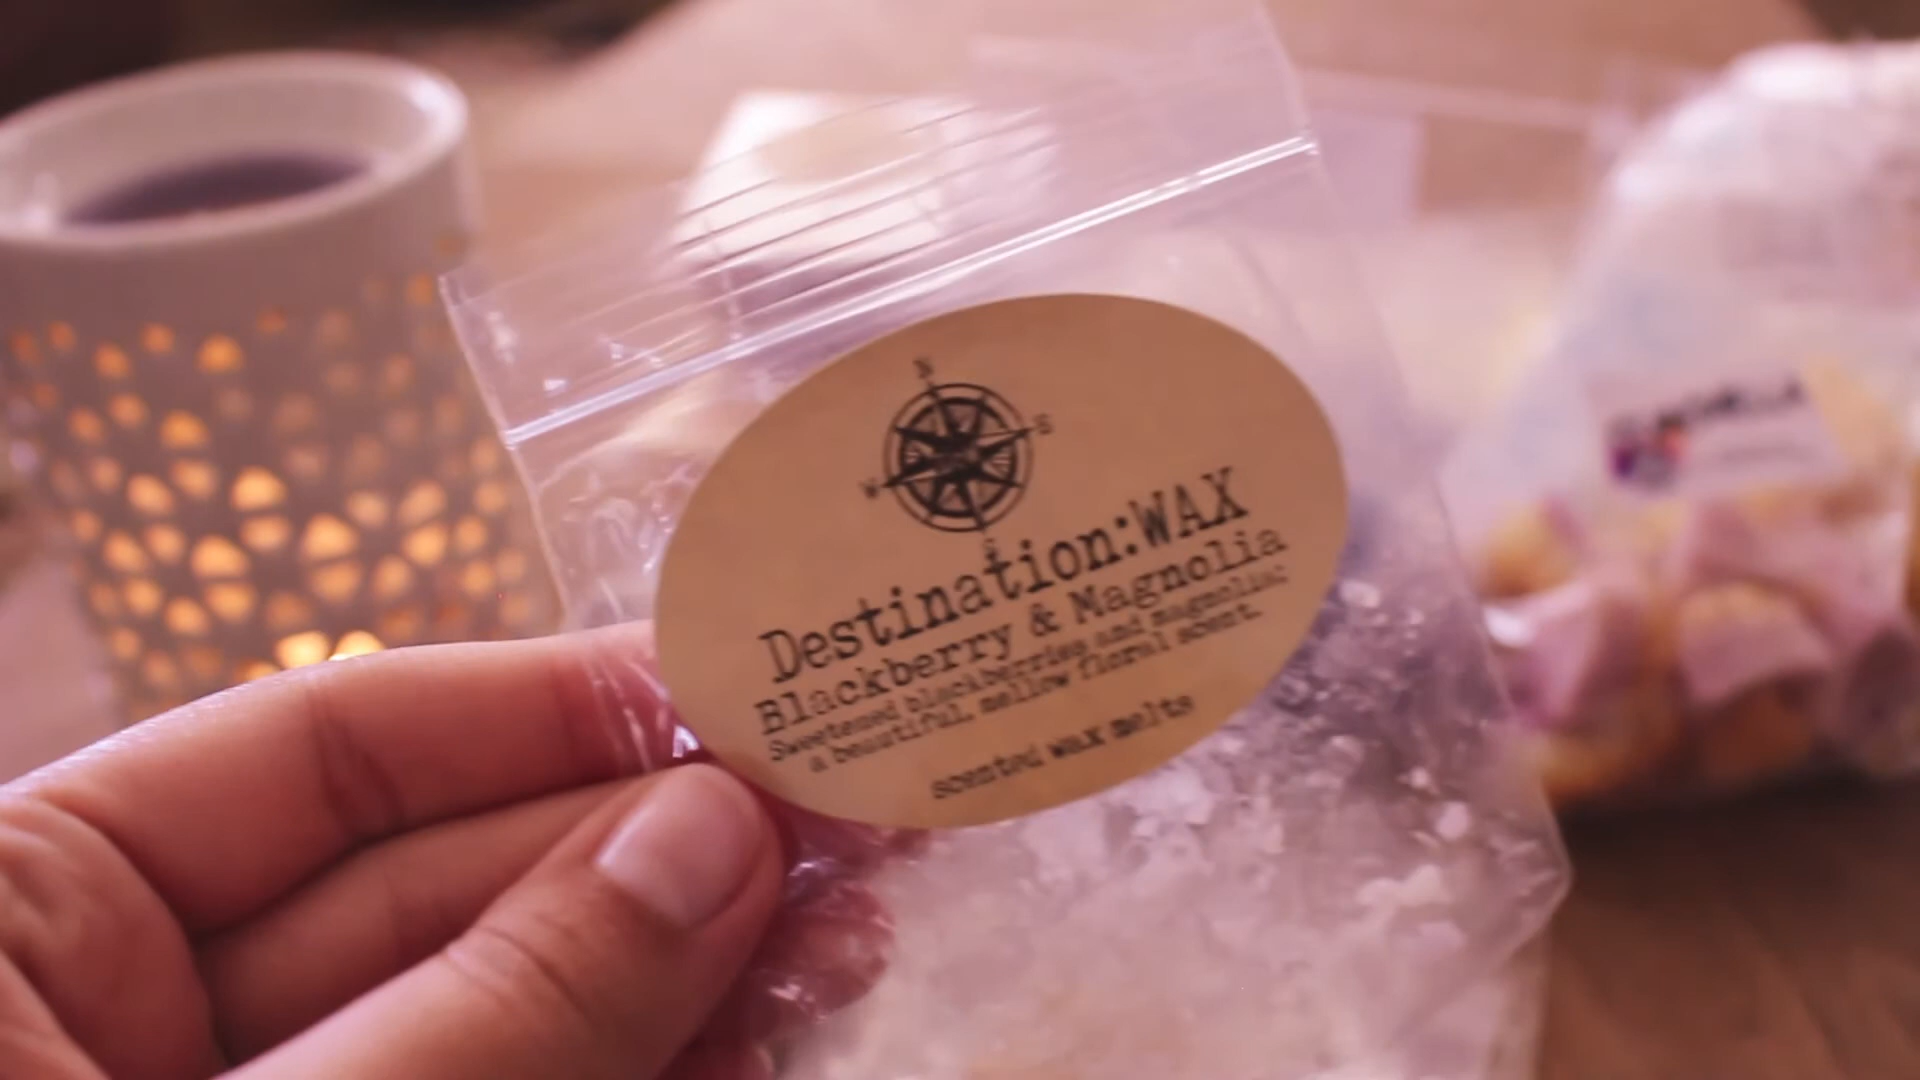 N
E
W
S
Destination:WAX
Blackberry & Magnolia
Sweetened blackberries and magnolia:
a beautiful, mellow floral scent.
scented wax melts